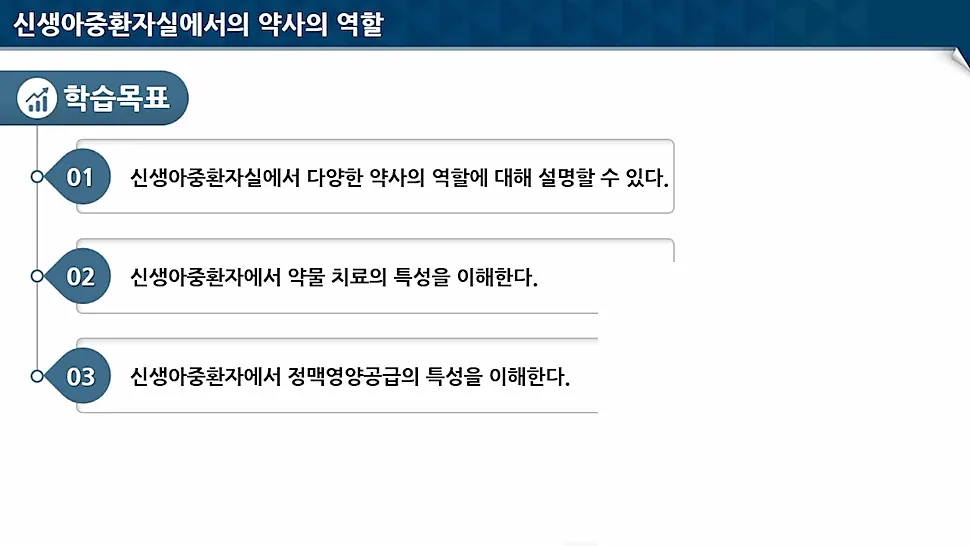 신생아중환자실에서의 약사의 역할
학습목표
01 신생아중환자실에서 다양한 약사의 역할에 대해 설명할 수 있다.
02 신생아중환자에서 약물 치료의 특성을 이해한다.
03 신생아중환자에서 정맥영양공급의 특성을 이해한다.